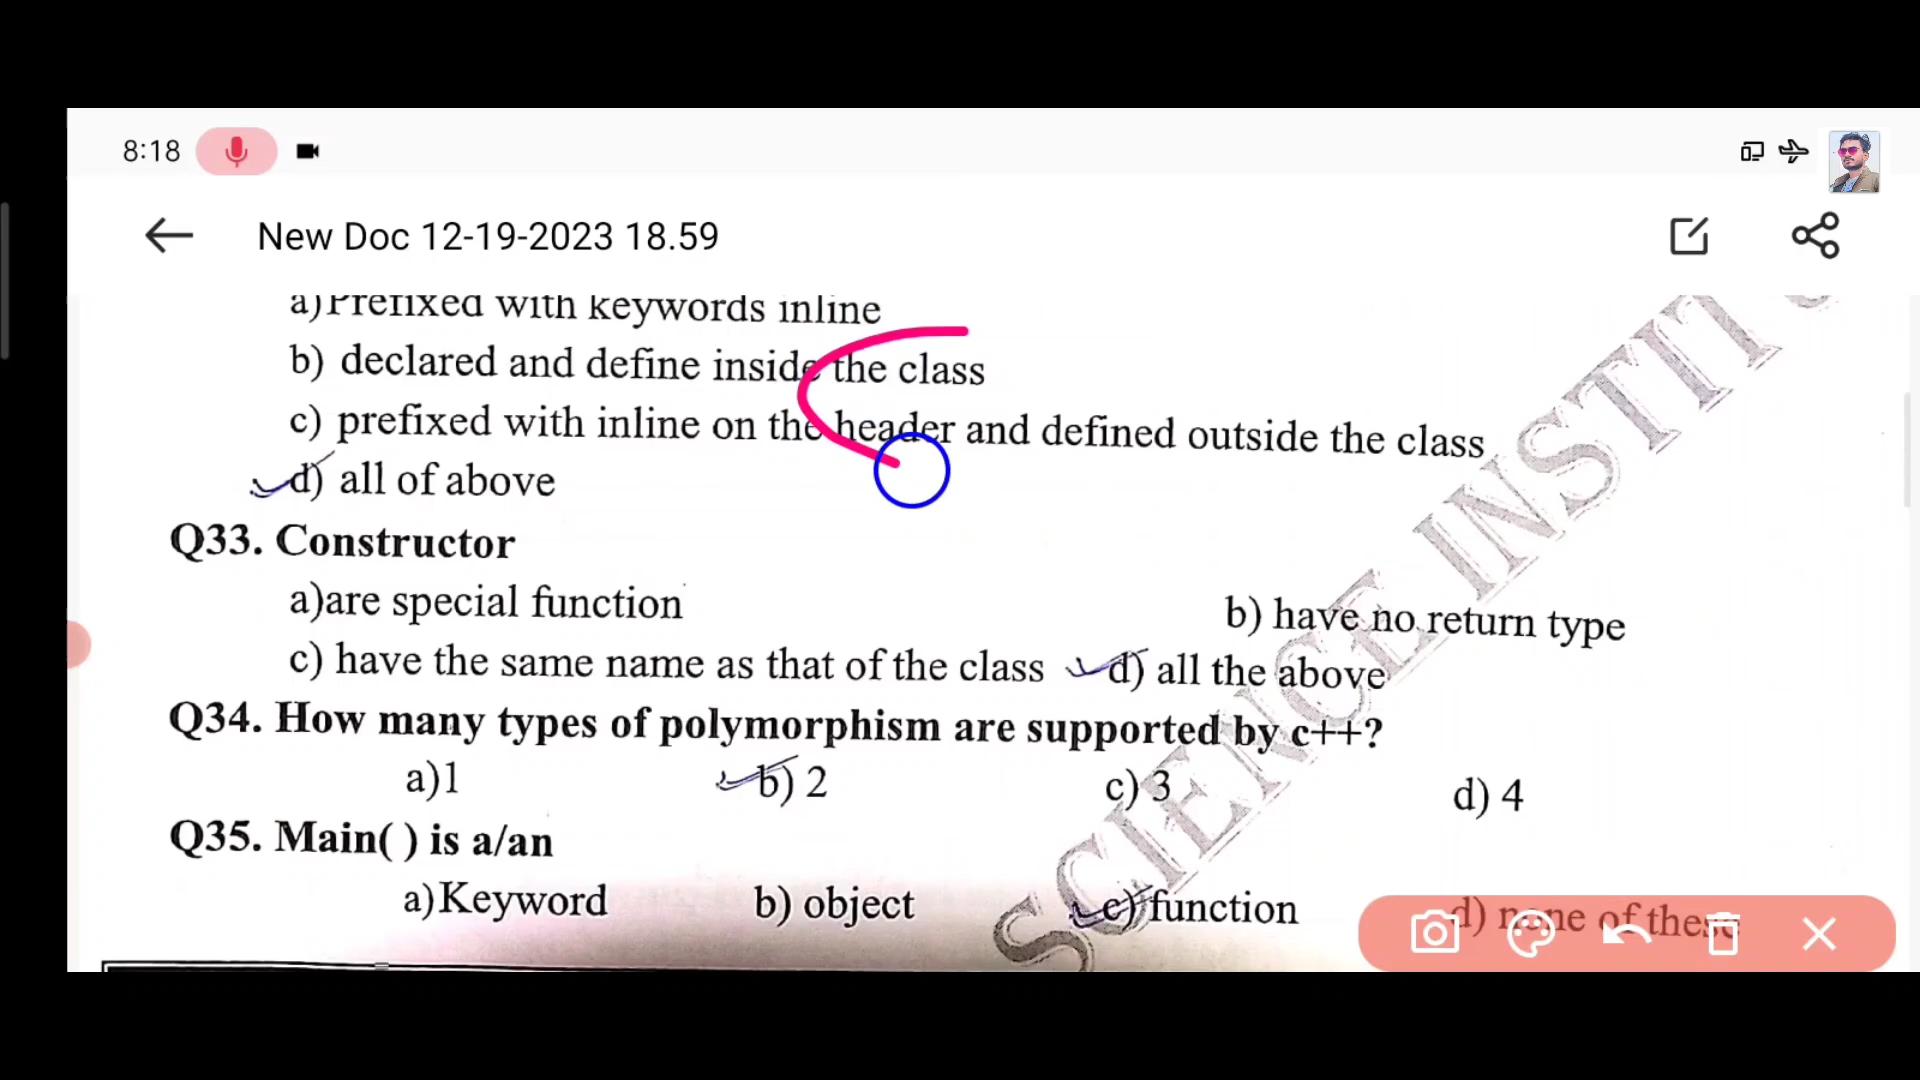 8:18
New Doc 12-19-2023 18.59
a)Prefixed with keywords inline
b) declared and define inside the class
c) prefixed with inline on the header and defined outside the class
d) all of above
Q33. Constructor
a)are special function b) have no return type
c) have the same name as that of the class d) all the above
Q34. How many types of polymorphism are supported by c++?
a)1 b) 2 c) 3 d) 4
Q35. Main( ) is a/an
a)Keyword b) object c) function d) none of these
SCIENCE INSTIT